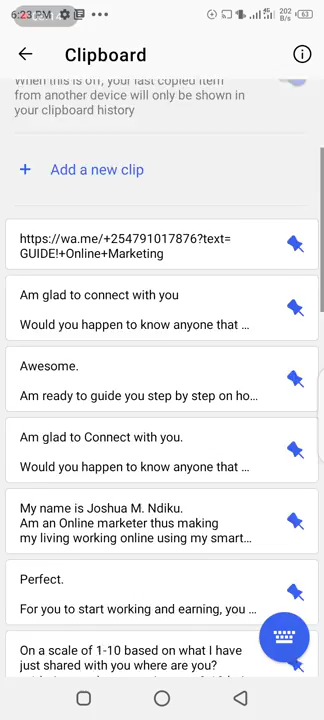 6:23 PM
202
B/s
63
Clipboard
When this is off, your last copied item
from another device will only be shown in
your clipboard history
+ Add a new clip
https://wa.me/+254791017876?text=
GUIDE!+Online+Marketing
Am glad to connect with you
Would you happen to know anyone that ...
Awesome.
Am ready to guide you step by step on ho...
Am glad to Connect with you.
Would you happen to know anyone that ...
My name is Joshua M. Ndiku.
Am an Online marketer thus making
my living working online using my smart...
Perfect.
For you to start working and earning, you ...
On a scale of 1-10 based on what I have
just shared with you where are you?